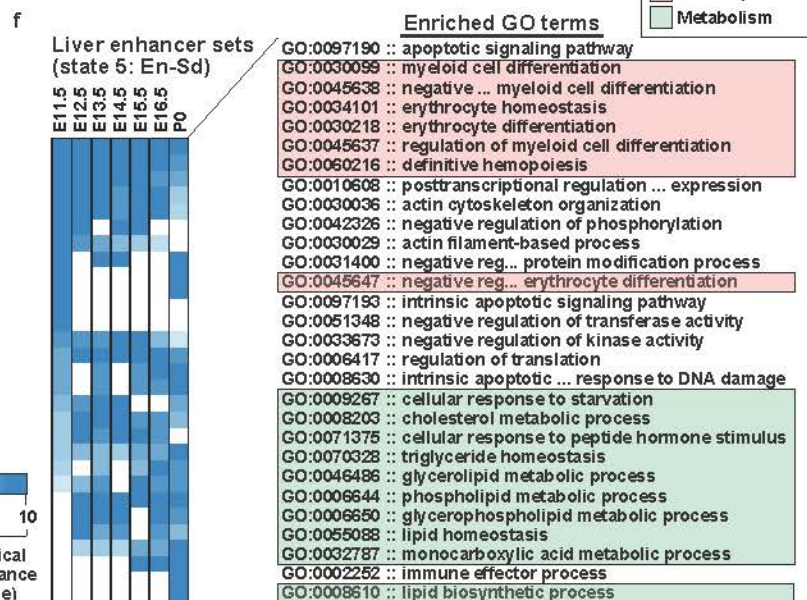 f
Enriched GO terms
Metabolism
Liver enhancer sets
(state 5: En-Sd)
E11.5
E12.5
E13.5
E14.5
E15.5
E16.5
P0
GO:0097190 :: apoptotic signaling pathway
GO:0030099 :: myeloid cell differentiation
GO:0045638 :: negative ... myeloid cell differentiation
GO:0034101 :: erythrocyte homeostasis
GO:0030218 :: erythrocyte differentiation
GO:0045637 :: regulation of myeloid cell differentiation
GO:0060216 :: definitive hemopoiesis
GO:0010608 :: posttranscriptional regulation ... expression
GO:0030036 :: actin cytoskeleton organization
GO:0042326 :: negative regulation of phosphorylation
GO:0030029 :: actin filament-based process
GO:0031400 :: negative reg... protein modification process
GO:0045647 :: negative reg... erythrocyte differentiation
GO:0097193 :: intrinsic apoptotic signaling pathway
GO:0051348 :: negative regulation of transferase activity
GO:0033673 :: negative regulation of kinase activity
GO:0006417 :: regulation of translation
GO:0008630 :: intrinsic apoptotic ... response to DNA damage
GO:0009267 :: cellular response to starvation
GO:0008203 :: cholesterol metabolic process
GO:0071375 :: cellular response to peptide hormone stimulus
GO:0070328 :: triglyceride homeostasis
GO:0046486 :: glycerolipid metabolic process
GO:0006644 :: phospholipid metabolic process
GO:0006650 :: glycerophospholipid metabolic process
GO:0055088 :: lipid homeostasis
GO:0032787 :: monocarboxylic acid metabolic process
GO:0002252 :: immune effector process
GO:0008610 :: lipid biosynthetic process
10
ical
ance
e)